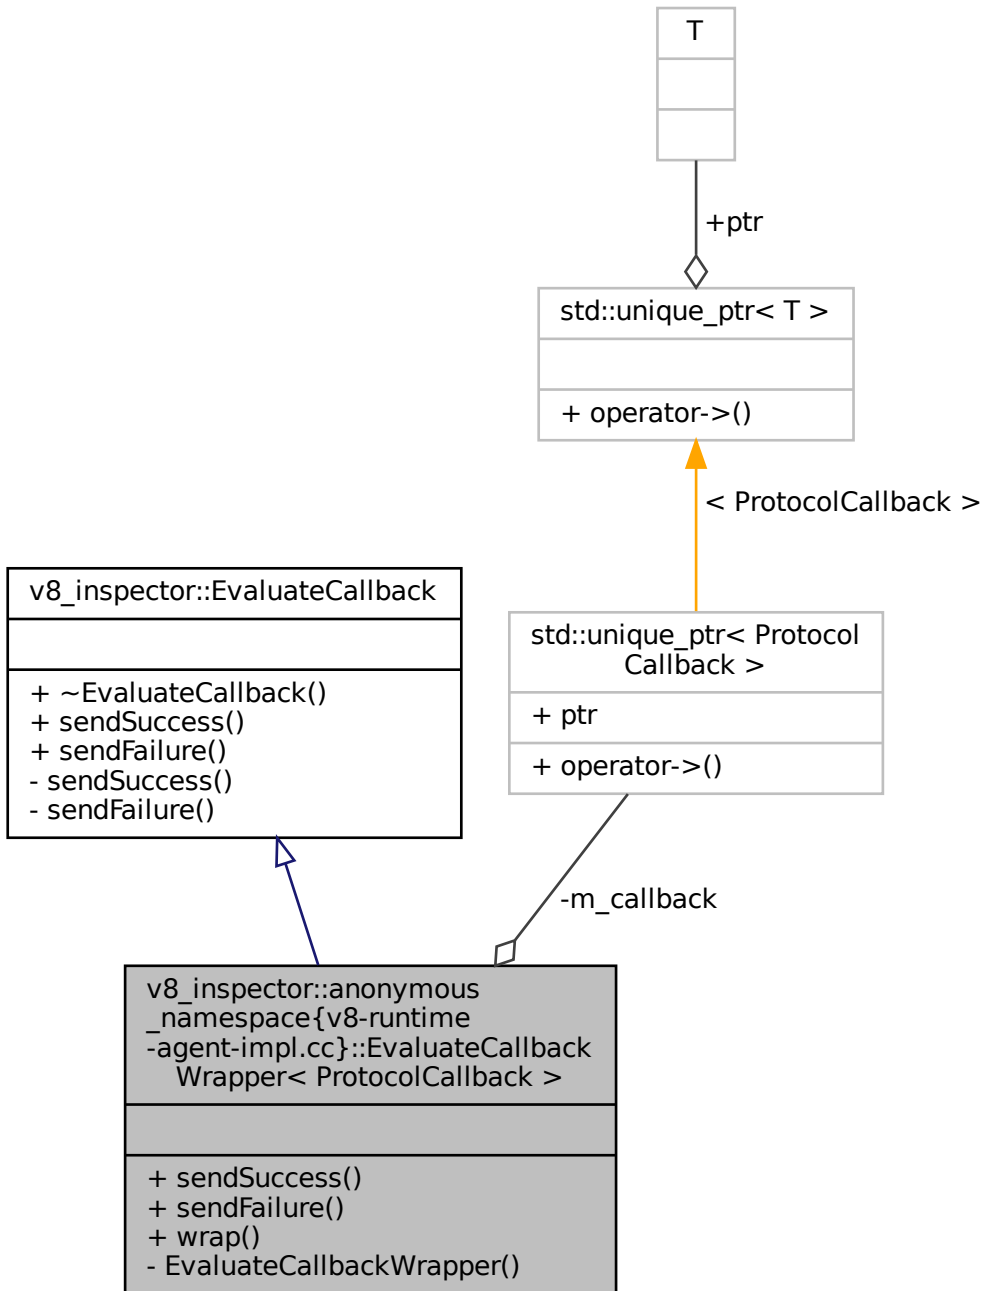 T
+ptr
std::unique_ptr< T >
+ operator->()
< ProtocolCallback >
v8_inspector::EvaluateCallback
+ ~EvaluateCallback()
+ sendSuccess()
+ sendFailure()
- sendSuccess()
- sendFailure()
std::unique_ptr< Protocol
Callback >
+ ptr
+ operator->()
-m_callback
v8_inspector::anonymous
_namespace{v8-runtime
-agent-impl.cc}::EvaluateCallback
Wrapper< ProtocolCallback >
+ sendSuccess()
+ sendFailure()
+ wrap()
- EvaluateCallbackWrapper()